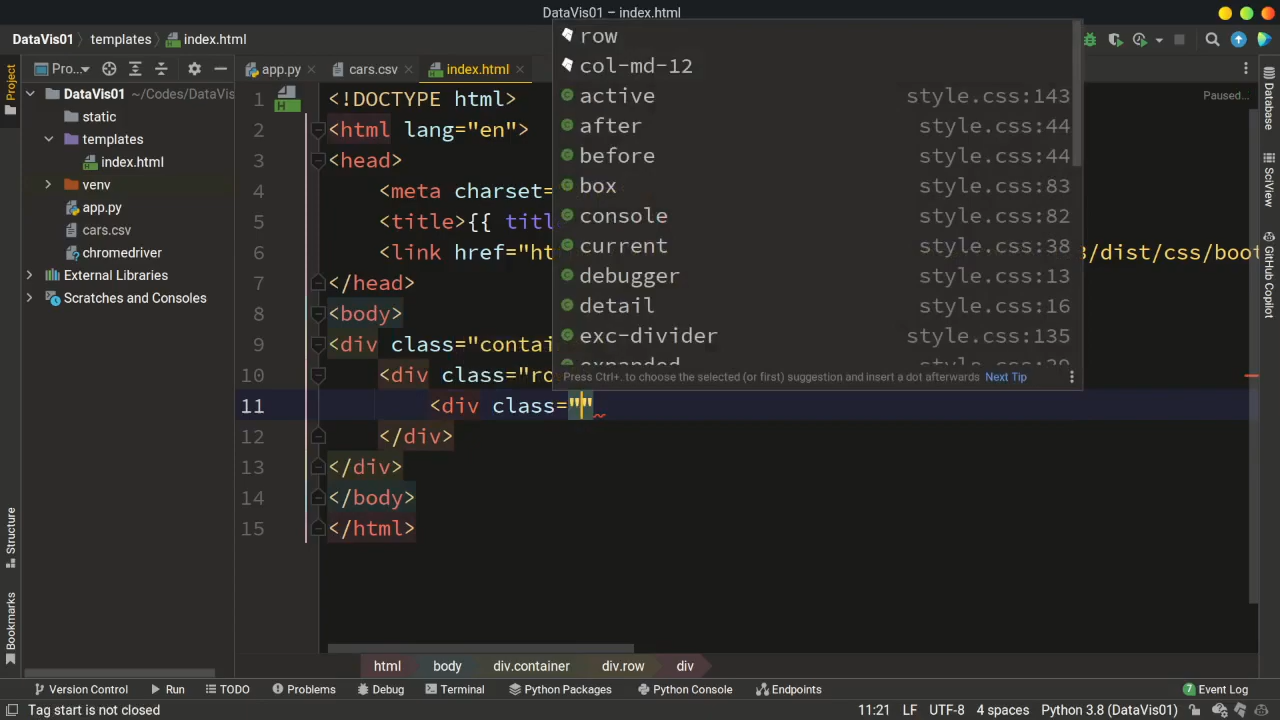 DataVis01 – index.html
DataVis01 templates index.html
Project
Pro...
app.py cars.csv index.html
DataVis01 ~/Codes/DataVis
static
templates
index.html
venv
app.py
cars.csv
chromedriver
External Libraries
Scratches and Consoles
1 <!DOCTYPE html>
2 <html lang="en">
3 <head>
4 <meta charset=
5 <title>{{ title
6 <link href="ht 3/dist/css/boot
7 </head>
8 <body>
9 <div class="contai
10 <div class="ro
11 <div class=""
12 </div>
13 </div>
14 </body>
15 </html>
row
col-md-12
active style.css:143
after style.css:44
before style.css:44
box style.css:83
console style.css:82
current style.css:38
debugger style.css:13
detail style.css:16
exc-divider style.css:135
expanded style.css:39
Press Ctrl+. to choose the selected (or first) suggestion and insert a dot afterwards Next Tip
Paused...
Database
SciView
GitHub Copilot
Structure
Bookmarks
html body div.container div.row div
Version Control Run TODO Problems Debug Terminal Python Packages Python Console Endpoints 7 Event Log
Tag start is not closed 11:21 LF UTF-8 4 spaces Python 3.8 (DataVis01)